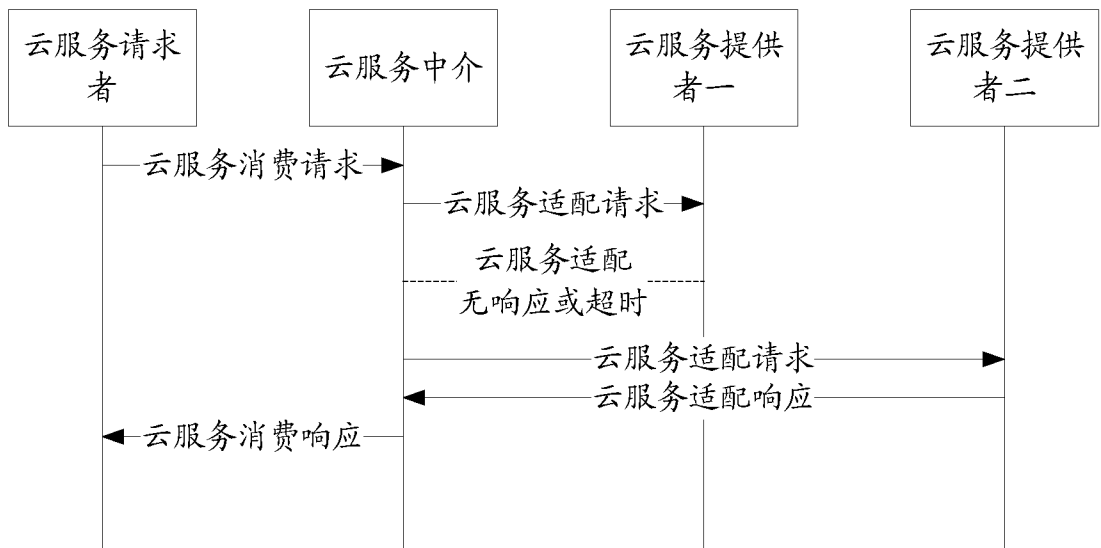 云服务请求
者
云服务中介
云服务提供
者一
云服务提供
者二
云服务消费请求
云服务适配请求
云服务适配
无响应或超时
云服务适配请求
云服务适配响应
云服务消费响应